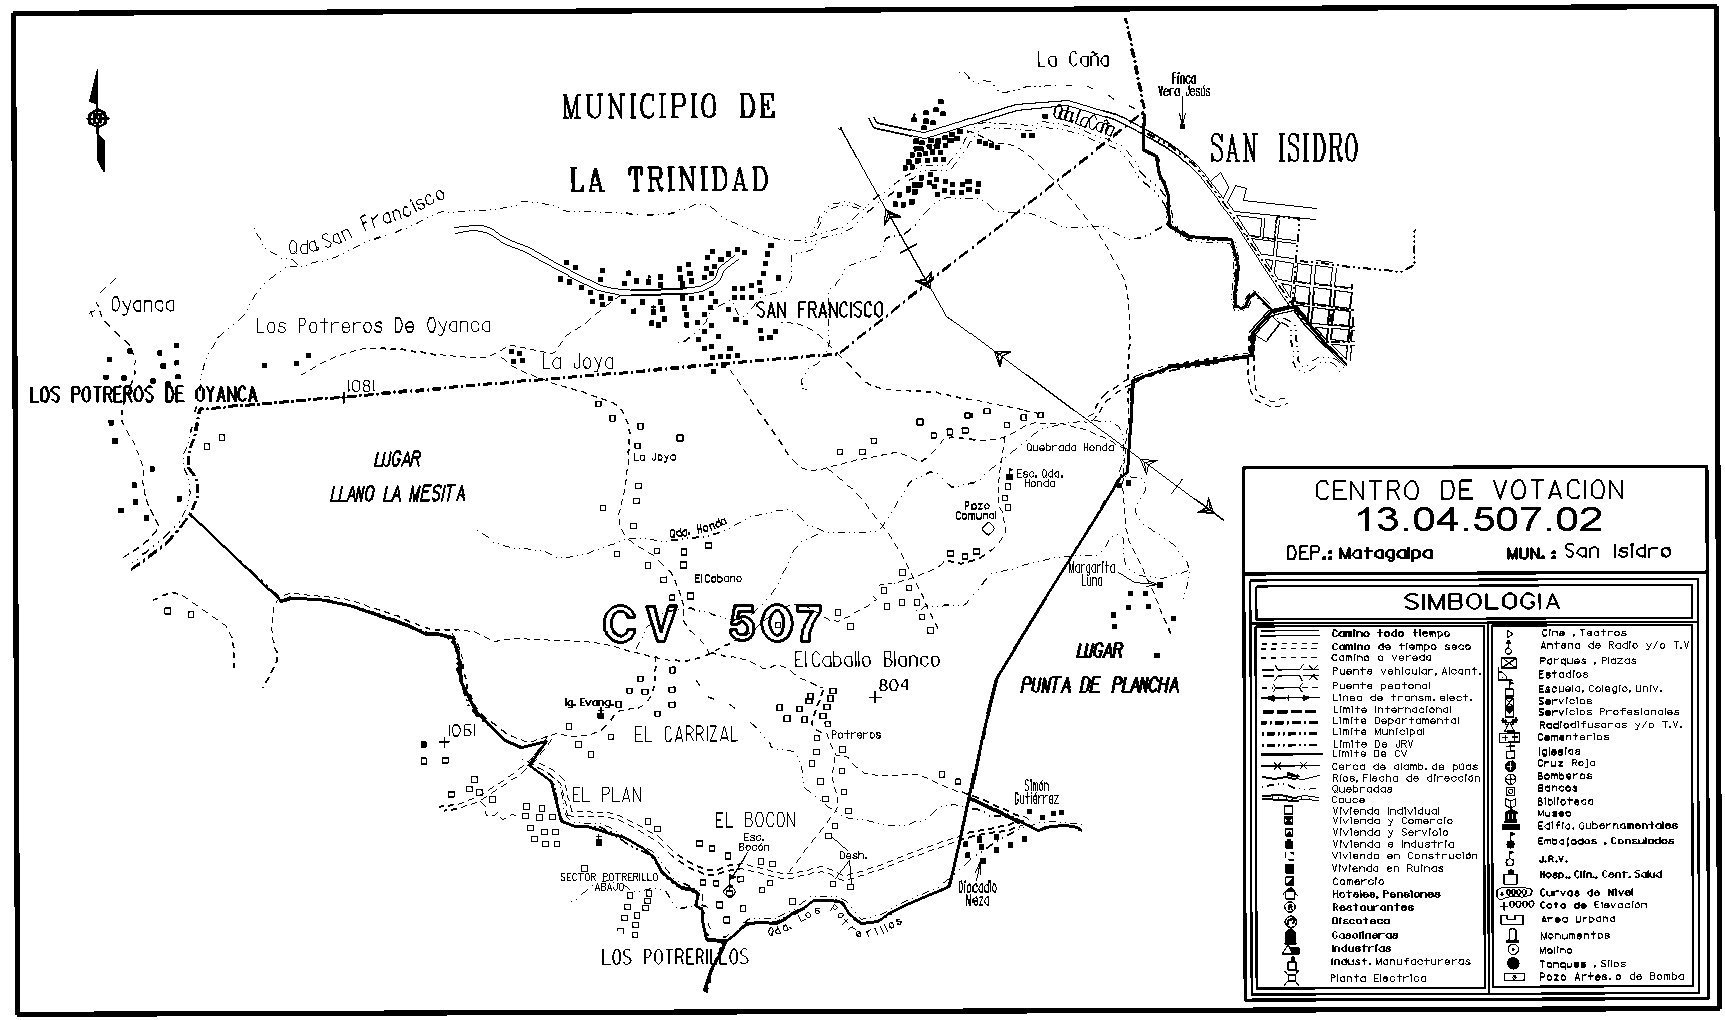 La Caña
Finca
Vera Jesús
MUNICIPIO DE
LA TRINIDAD
Qda La Caña
SAN ISIDRO
Qda San Francisco
Oyanca
Los Potreros De Oyanca
SAN FRANCISCO
La Joya
1081
LOS POTREROS DE OYANCA
LUGAR
LLANO LA MESITA
La Joya
Quebrada Honda
Esc. Qda.
Honda
Pozo
Comunal
Qda. Honda
El Cabano
Margarita
Luna
CV 507
El Caballo Blanco
804
LUGAR
PUNTA DE PLANCHA
Ig. Evang.
EL CARRIZAL
Potreros
1061
EL PLAN
Simón
Gutiérrez
EL BOCON
Esc.
Bocón
Desh.
SECTOR POTRERILLO
ABAJO
Diocadio
Neza
Qda. Los Potrerillos
LOS POTRERILLOS
CENTRO DE VOTACION
13.04.507.02
DEP.: Matagalpa MUN.: San Isidro
SIMBOLOGIA
Camino todo tiempo
Camino de tiempo seco
Camino o vereda
Puente vehicular, Alcant.
Puente peatonal
Linea de transm. elect.
Limite Internacional
Limite Departamental
Limite Municipal
Limite De JRV
Limite De CV
Cerca de alamb. de púas
Ríos, Flecha de dirección
Quebradas
Cauce
Vivienda Individual
Vivienda y Comercio
Vivienda y Servicio
Vivienda e Industria
Vivienda en Construción
Vivienda en Ruinas
Comercio
Hoteles, Pensiones
Restaurantes
Discoteca
Gasolineras
Industrias
Indust. Manufactureras
Planta Electrica
Cine, Teatros
Antena de Radio y/o T.V
Parques, Plazas
Estadios
Escuela, Colegio, Univ.
Servicios
Servicios Profesionales
Radiodifusoras y/o T.V.
Cementerios
Iglesias
Cruz Roja
Bomberos
Bancos
Biblioteca
Museo
Edific. Gubernamentales
Embajadas, Consulados
J.R.V.
Hosp., Clin., Cent. Salud
Curvas de Nivel
+0000 Cota de Elevación
Area Urbana
Monumentos
Molino
Tanques, Silos
Pozo Artes. o de Bomba